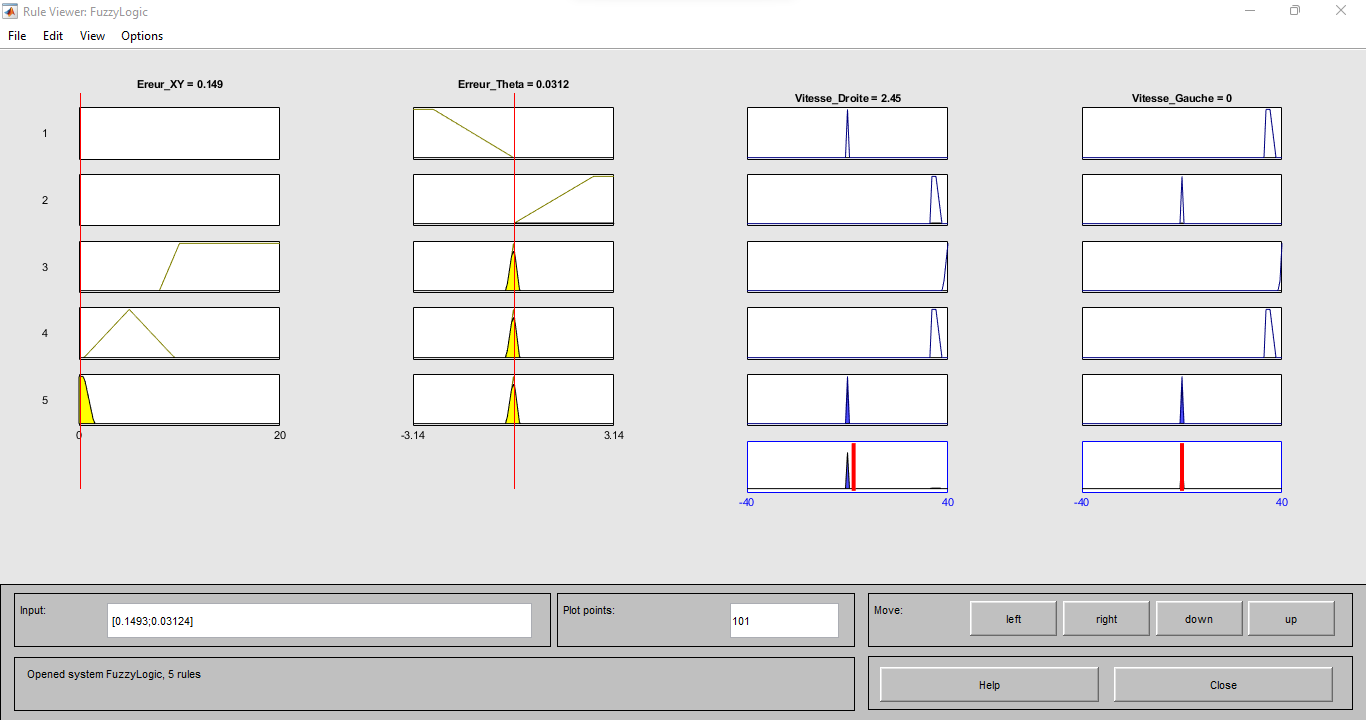 Rule Viewer: FuzzyLogic
File Edit View Options
Ereur_XY = 0.149
Erreur_Theta = 0.0312
Vitesse_Droite = 2.45
Vitesse_Gauche = 0
1
2
3
4
5
0 20
-3.14 3.14
-40 40
-40 40
Input:
[0.1493;0.03124]
Plot points:
101
Move:
left right down up
Opened system FuzzyLogic, 5 rules
Help Close